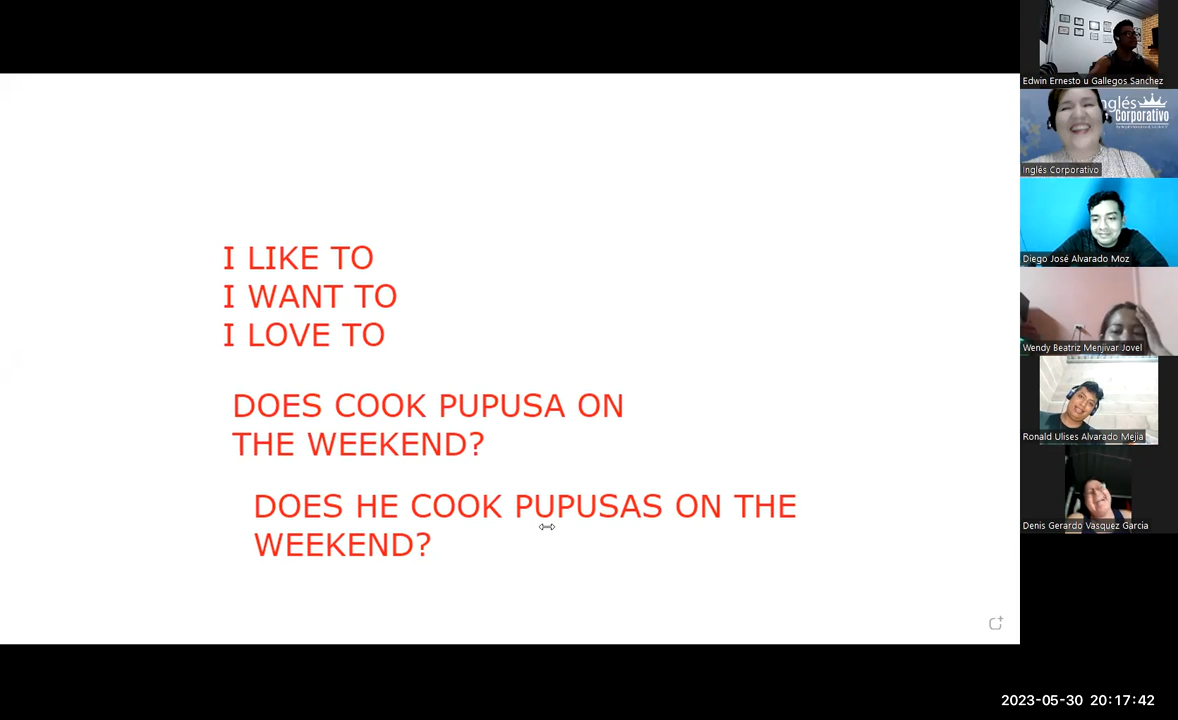 I LIKE TO
I WANT TO
I LOVE TO
DOES COOK PUPUSA ON
THE WEEKEND?
DOES HE COOK PUPUSAS ON THE
WEEKEND?
Edwin Ernesto u Gallegos Sanchez
nglés
Corporativo
Inglés Corporativo
Diego José Alvarado Moz
Wendy Beatriz Menjivar Jovel
Ronald Ulises Alvarado Mejia
Denis Gerardo Vasquez Garcia
2023-05-30 20:17:42